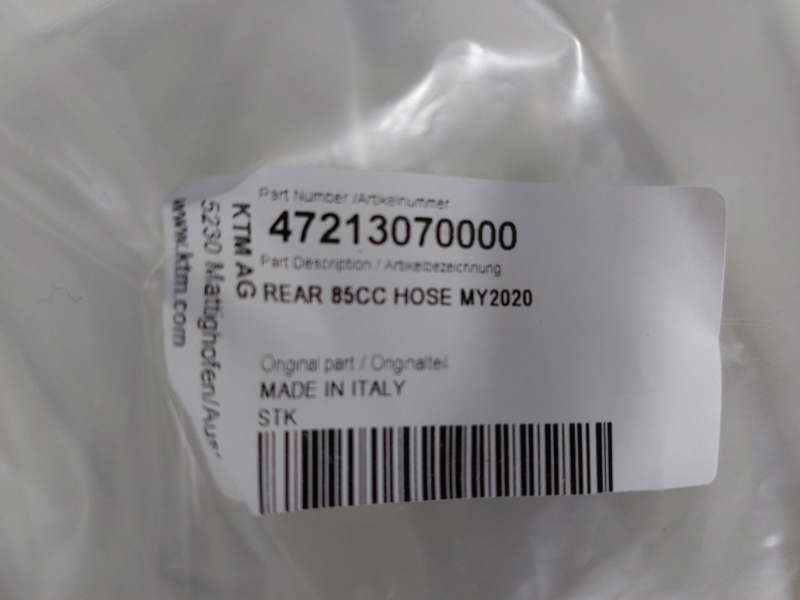 Part Number /Artikelnummer
47213070000
Part Description / Artikelbezeichnung
REAR 85CC HOSE MY2020
Original part / Originalteil
MADE IN ITALY
STK
KTM AG
5230 Mattighofen/Aus
www.ktm.com